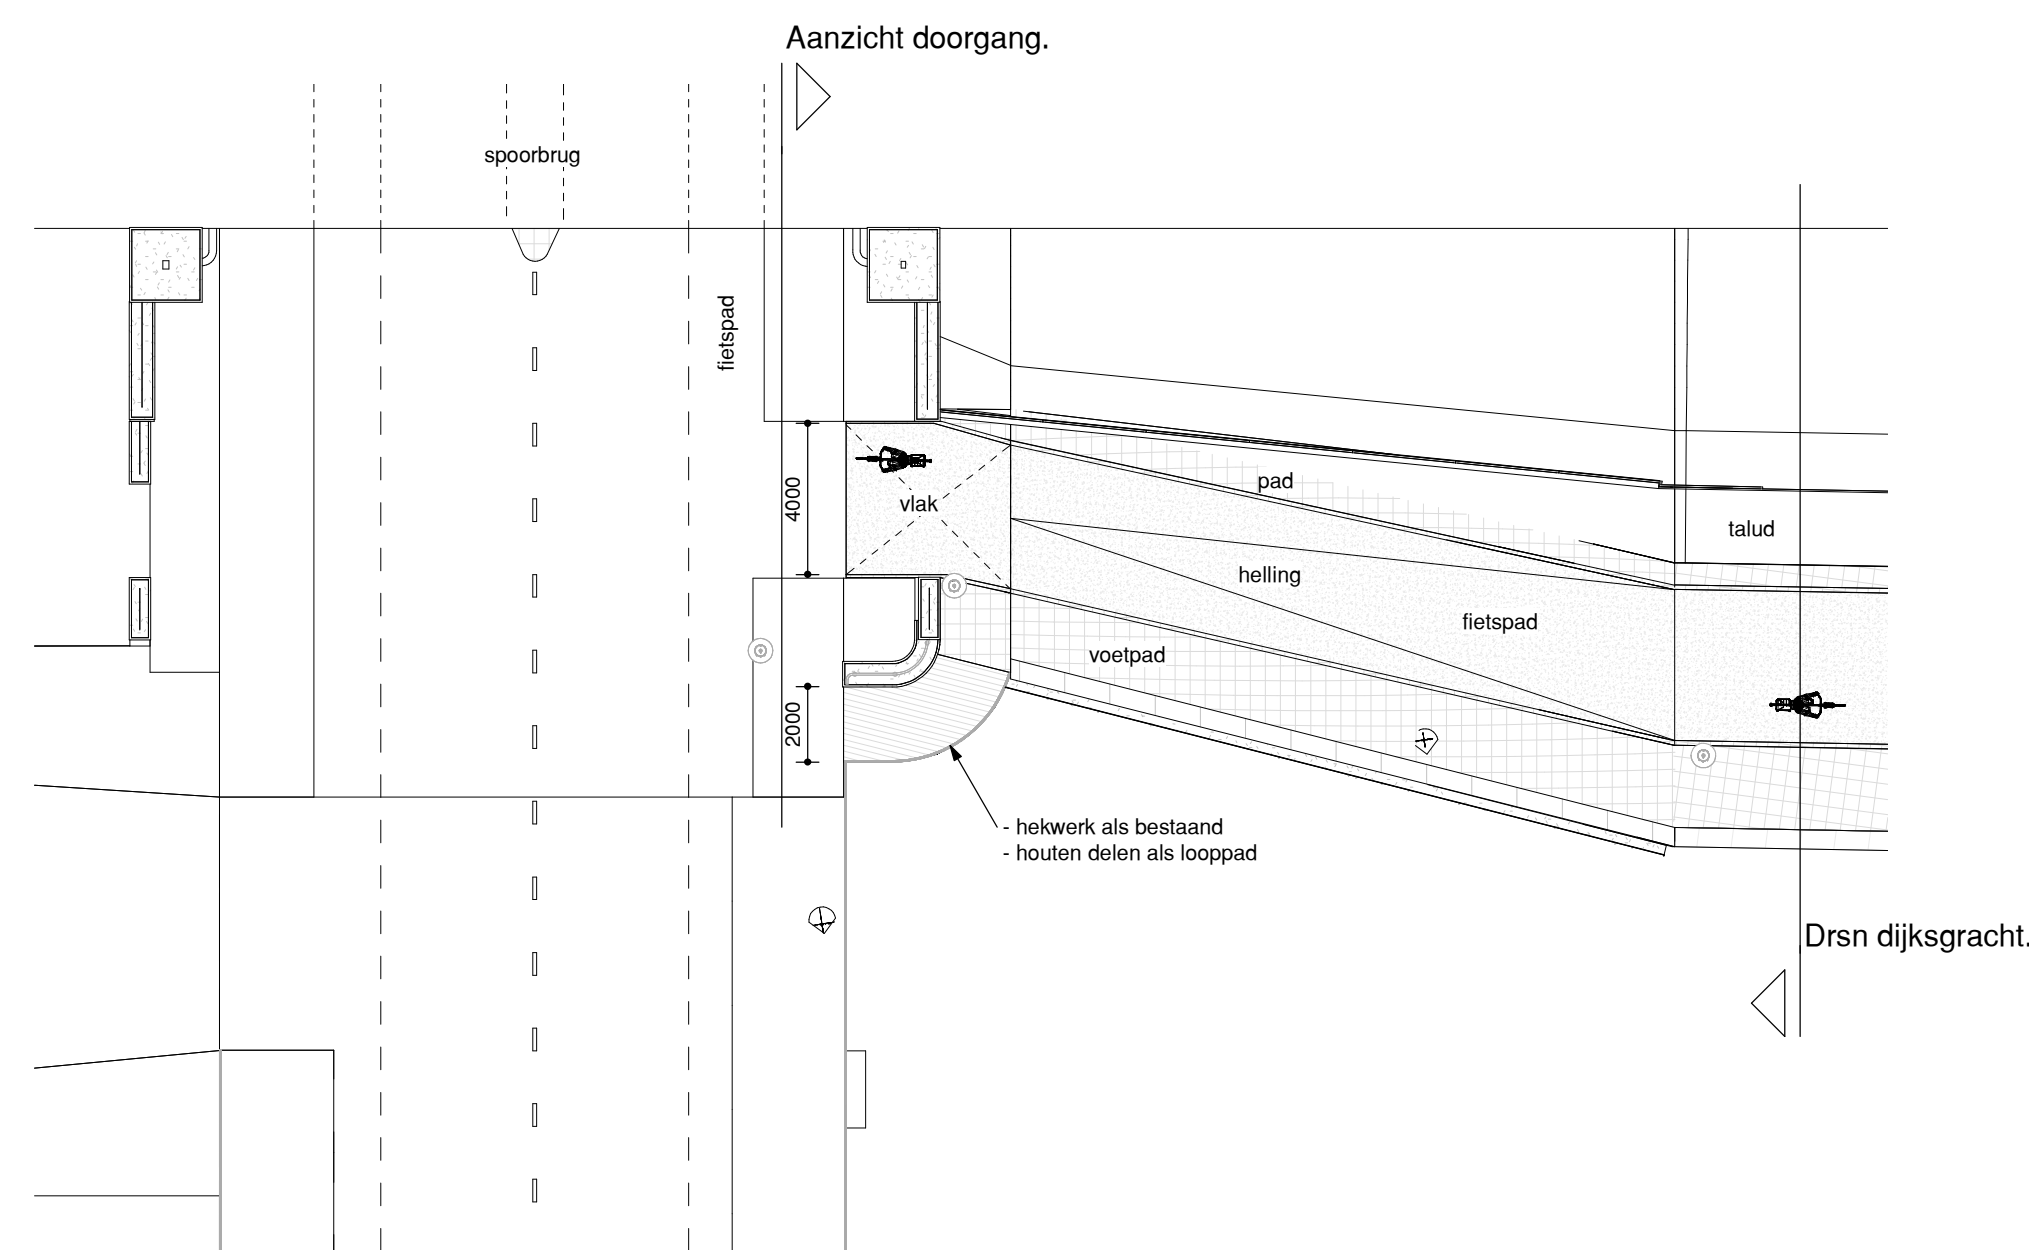 Aanzicht doorgang.
spoorbrug
fietspad
4000
vlak
pad
talud
helling
fietspad
voetpad
2000
- hekwerk als bestaand
- houten delen als looppad
Drsn dijksgracht.